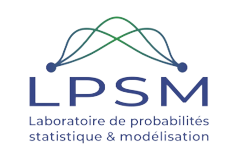 LPSM
Laboratoire de probabilités
statistique & modélisation